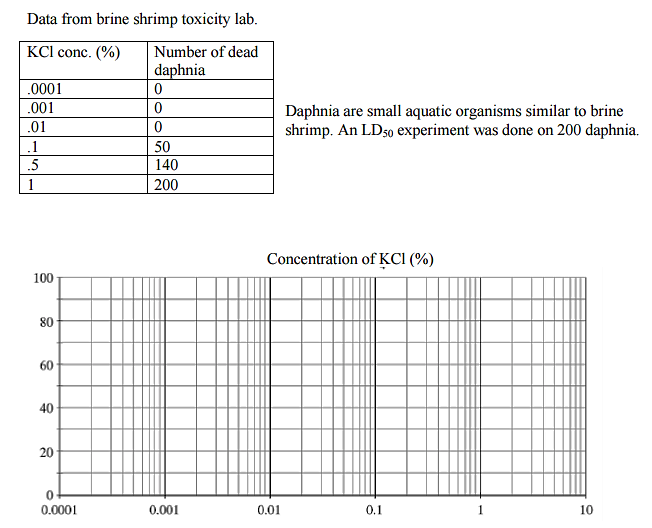 Data from brine shrimp toxicity lab.
KCl conc. (%) Number of dead
daphnia
.0001 0
.001 0
.01 0
.1 50
.5 140
1 200
Daphnia are small aquatic organisms similar to brine
shrimp. An LD50 experiment was done on 200 daphnia.
Concentration of KCl (%)
100
80
60
40
20
0
0.0001 0.001 0.01 0.1 1 10